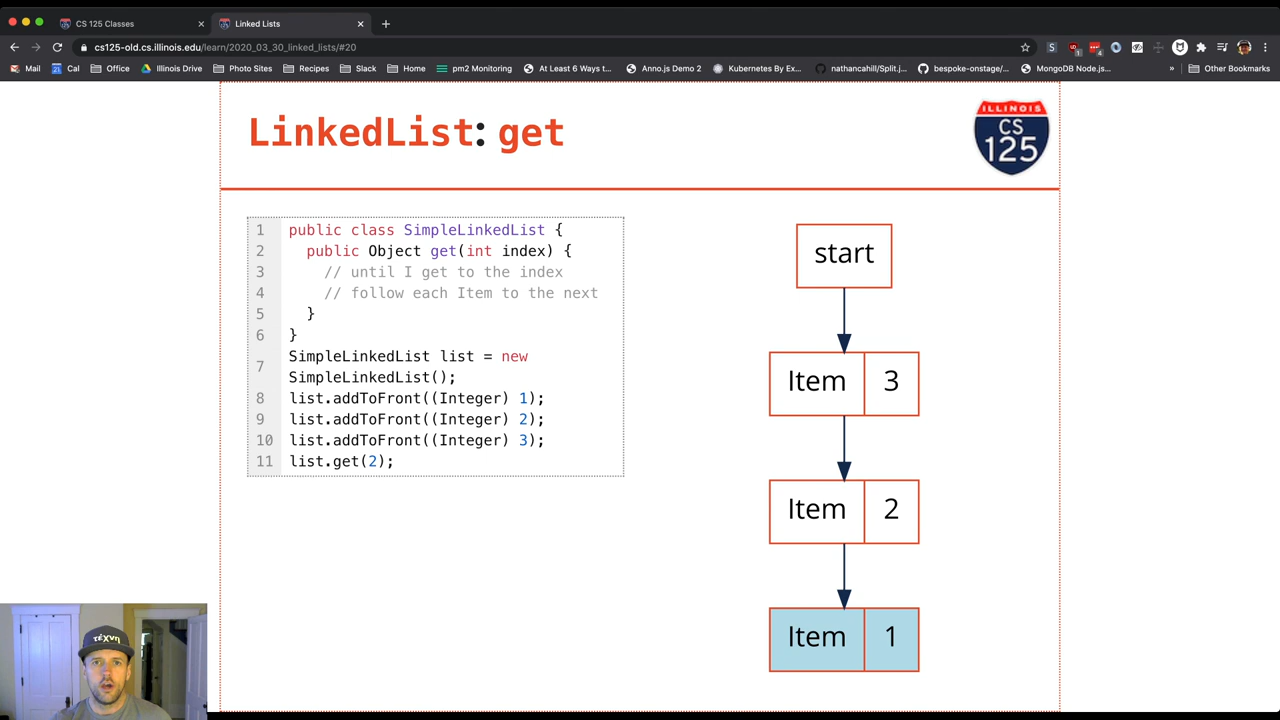 CS 125 Classes
Linked Lists
cs125-old.cs.illinois.edu/learn/2020_03_30_linked_lists/#20
Mail Cal Office Illinois Drive Photo Sites Recipes Slack Home pm2 Monitoring At Least 6 Ways t... Anno.js Demo 2 Kubernetes By Ex... nathancahill/Split.j... bespoke-onstage/... MongoDB Node.js... » Other Bookmarks
LinkedList: get
ILLINOIS
CS
125
1 public class SimpleLinkedList {
2 public Object get(int index) {
3 // until I get to the index
4 // follow each Item to the next
5 }
6 }
7 SimpleLinkedList list = new
SimpleLinkedList();
8 list.addToFront((Integer) 1);
9 list.addToFront((Integer) 2);
10 list.addToFront((Integer) 3);
11 list.get(2);
start
Item 3
Item 2
Item 1